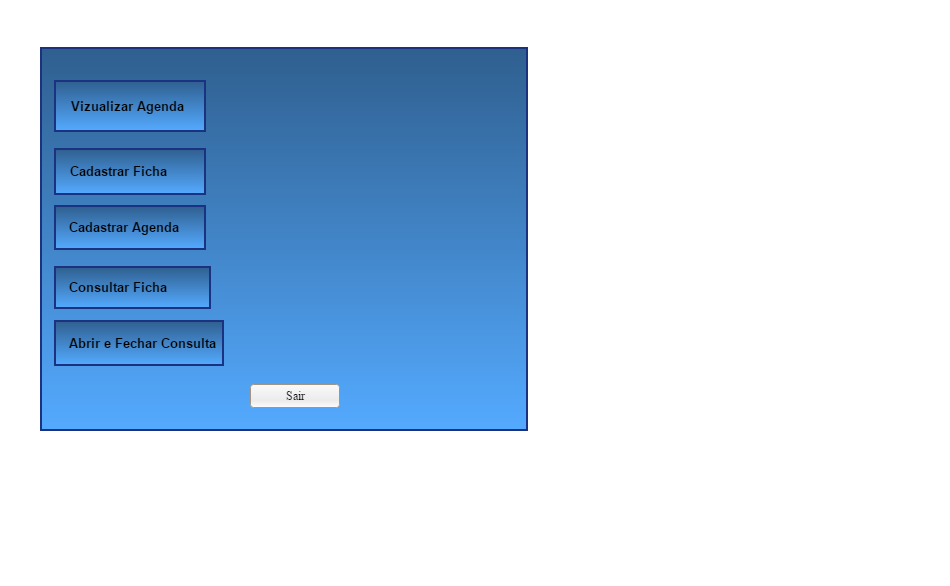 Vizualizar Agenda
Cadastrar Ficha
Cadastrar Agenda
Consultar Ficha
Abrir e Fechar Consulta
Sair